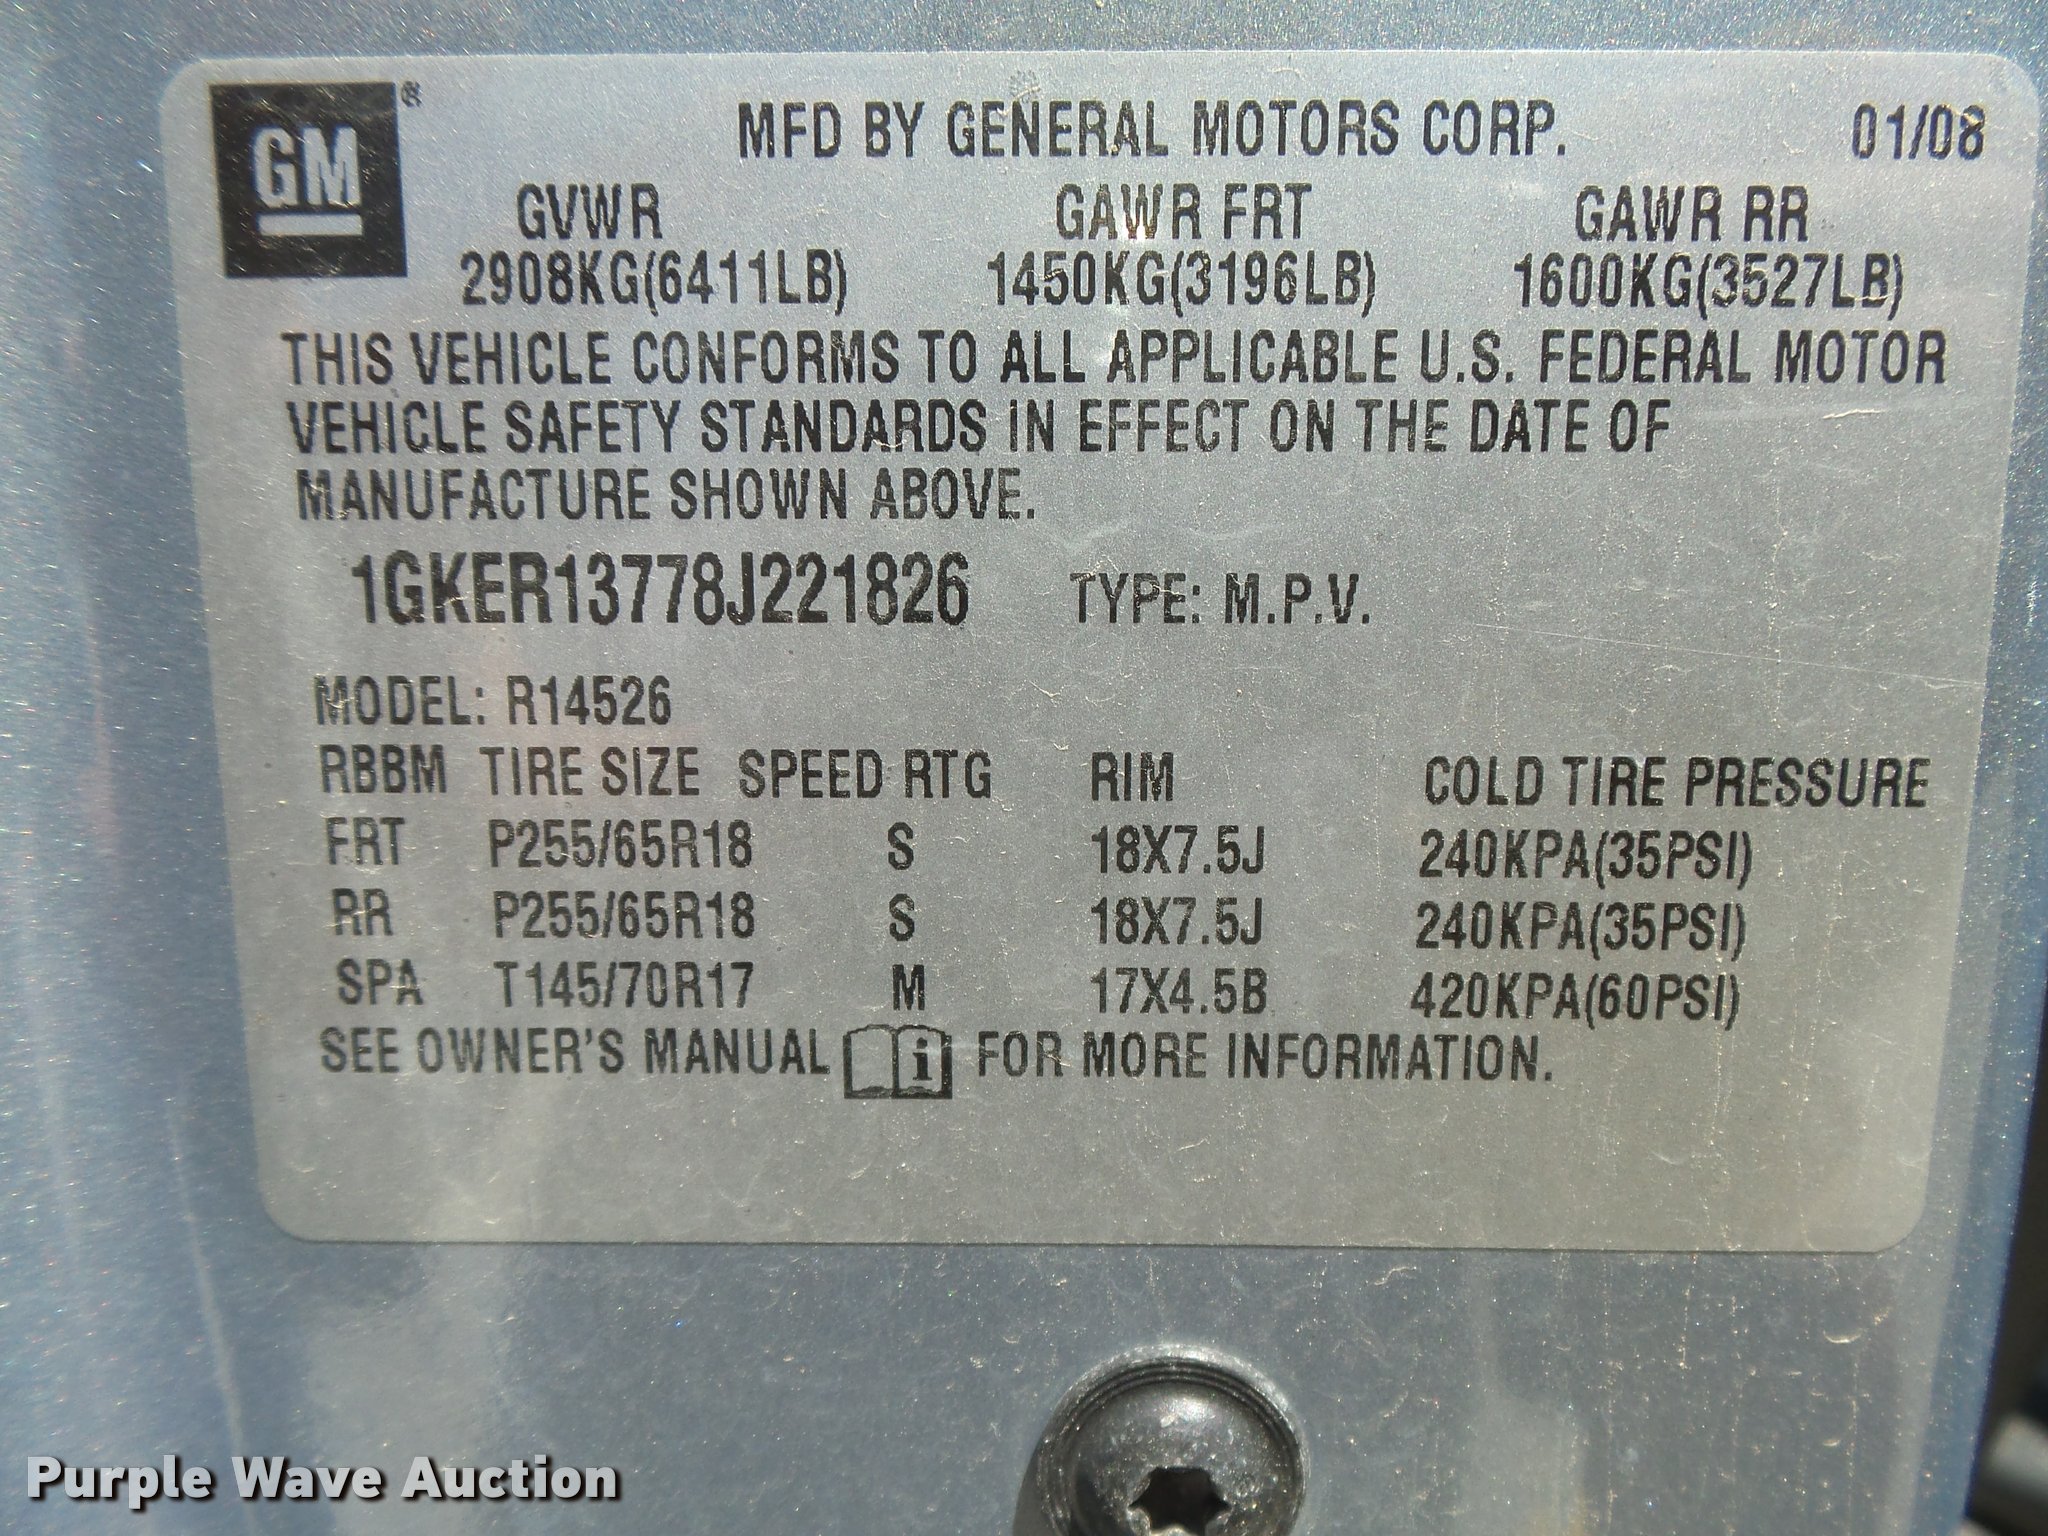 GM®
MFD BY GENERAL MOTORS CORP. 01/08
GVWR GAWR FRT GAWR RR
2908KG(6411LB) 1450KG(3196LB) 1600KG(3527LB)
THIS VEHICLE CONFORMS TO ALL APPLICABLE U.S. FEDERAL MOTOR
VEHICLE SAFETY STANDARDS IN EFFECT ON THE DATE OF
MANUFACTURE SHOWN ABOVE.
1GKER13778J221826 TYPE: M.P.V.
MODEL: R14526
RBBM TIRE SIZE SPEED RTG RIM COLD TIRE PRESSURE
FRT P255/65R18 S 18X7.5J 240KPA(35PSI)
RR P255/65R18 S 18X7.5J 240KPA(35PSI)
SPA T145/70R17 M 17X4.5B 420KPA(60PSI)
SEE OWNER'S MANUAL i FOR MORE INFORMATION.
Purple Wave Auction